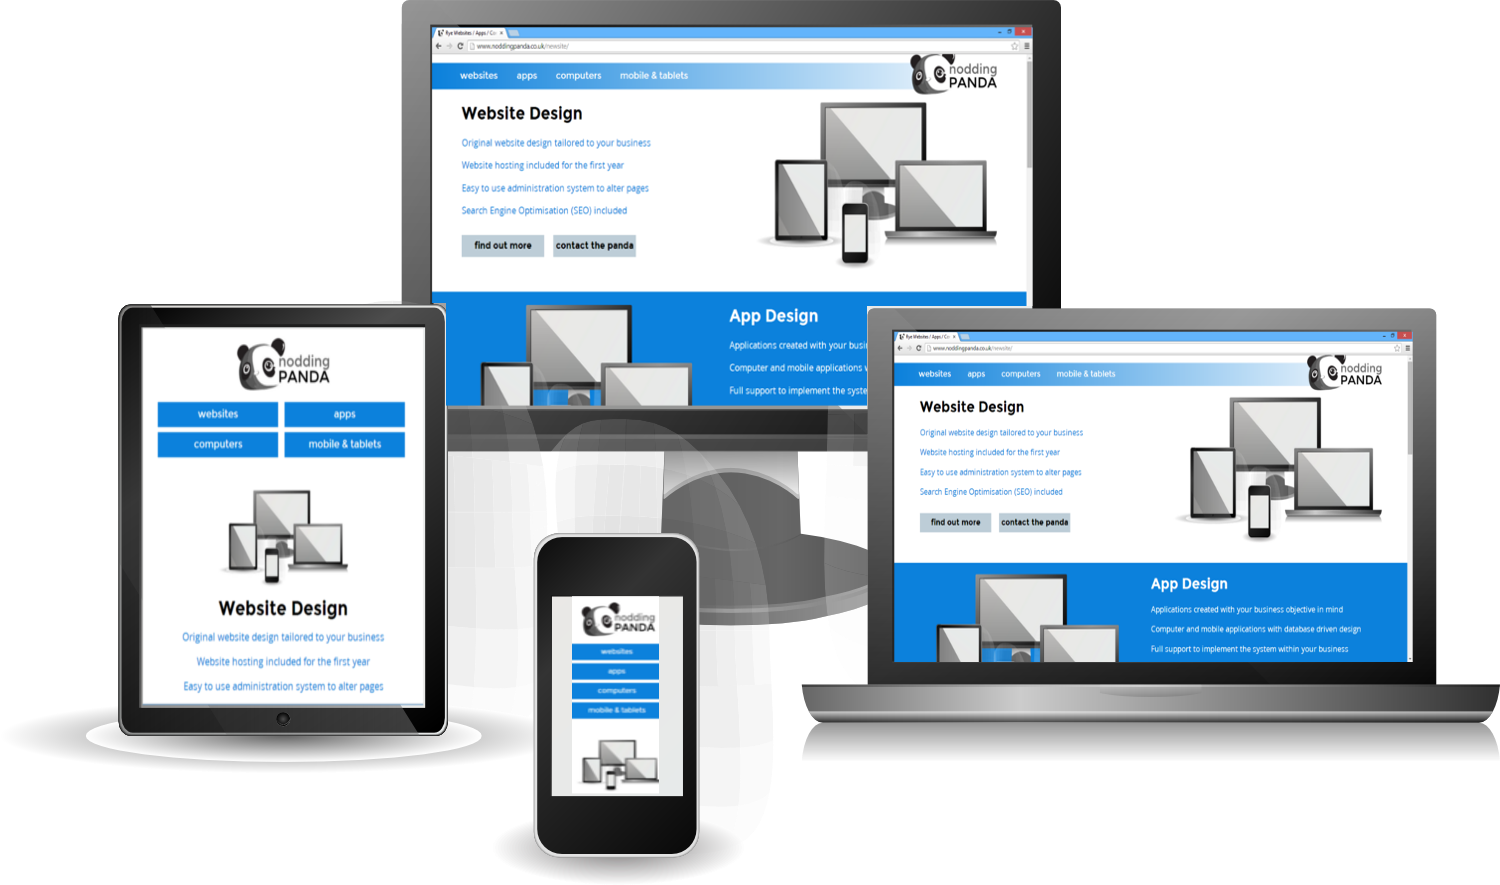 Rye Websites / Apps / Co
www.noddingpanda.co.uk/newsite/
websites apps computers mobile & tablets
nodding
PANDA
Website Design
Original website design tailored to your business
Website hosting included for the first year
Easy to use administration system to alter pages
Search Engine Optimisation (SEO) included
find out more contact the panda
App Design
Applications created with your busi
Computer and mobile applications
Full support to implement the syste
nodding
PANDA
websites apps
computers mobile & tablets
Website Design
Original website design tailored to your business
Website hosting included for the first year
Easy to use administration system to alter pages
nodding
PANDA
websites
apps
computers
mobile & tablets
Rye Websites / Apps / Co
www.noddingpanda.co.uk/newsite/
websites apps computers mobile & tablets
nodding
PANDA
Website Design
Original website design tailored to your business
Website hosting included for the first year
Easy to use administration system to alter pages
Search Engine Optimisation (SEO) included
find out more contact the panda
App Design
Applications created with your business objective in mind
Computer and mobile applications with database driven design
Full support to implement the system within your business